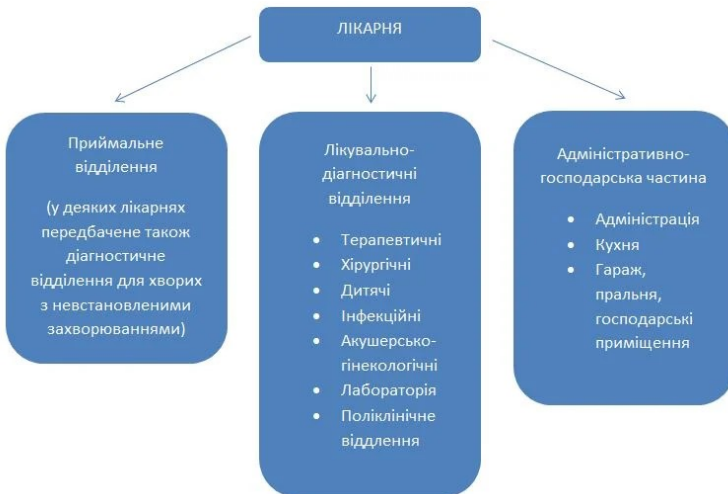 ЛІКАРНЯ
Приймальне
відділення
(у деяких лікарнях
передбачене також
діагностичне
відділення для хворих
з невстановленими
захворюваннями)
Лікувально-
діагностичні
відділення
• Терапевтичні
• Хірургічні
• Дитячі
• Інфекційні
• Акушерсько-
гінекологічні
• Лабораторія
• Поліклінічне
віддлення
Адміністративно-
господарська частина
• Адміністрація
• Кухня
• Гараж,
пральня,
господарські
приміщення